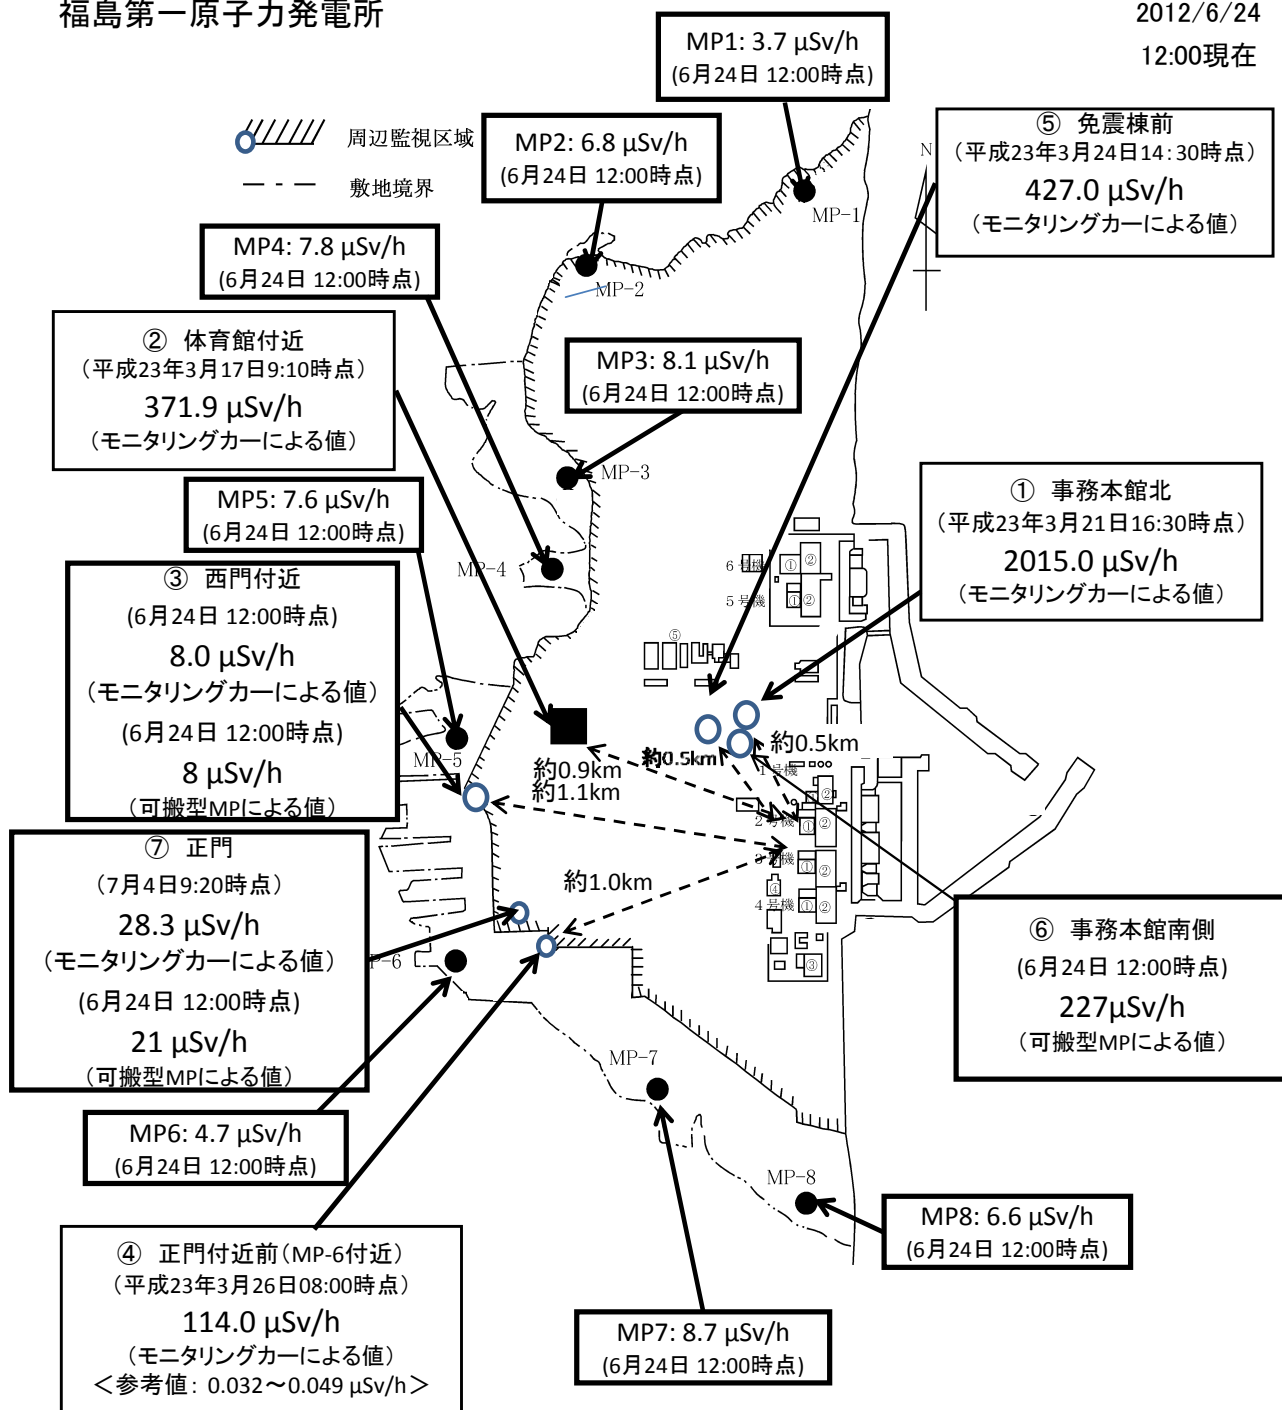 福島第一原子力発電所
2012/6/24
12:00現在
周辺監視区域
敷地境界
MP1: 3.7 μSv/h
(6月24日 12:00時点)
MP2: 6.8 μSv/h
(6月24日 12:00時点)
⑤ 免震棟前
(平成23年3月24日14:30時点)
427.0 μSv/h
(モニタリングカーによる値)
N
MP-1
MP4: 7.8 μSv/h
(6月24日 12:00時点)
MP-2
② 体育館付近
(平成23年3月17日9:10時点)
371.9 μSv/h
(モニタリングカーによる値)
MP3: 8.1 μSv/h
(6月24日 12:00時点)
MP-3
MP5: 7.6 μSv/h
(6月24日 12:00時点)
① 事務本館北
(平成23年3月21日16:30時点)
2015.0 μSv/h
(モニタリングカーによる値)
MP-4
③ 西門付近
(6月24日 12:00時点)
8.0 μSv/h
(モニタリングカーによる値)
(6月24日 12:00時点)
8 μSv/h
(可搬型MPによる値)
6号機
① ②
5号機
① ②
⑤
MP-5
約0.9km
約1.1km
約0.5km
約0.5km
1号機
②
2号機
① ②
3号機
① ②
④
4号機
① ②
③
約1.0km
⑦ 正門
(7月4日9:20時点)
28.3 μSv/h
(モニタリングカーによる値)
(6月24日 12:00時点)
21 μSv/h
(可搬型MPによる値)
P-6
⑥ 事務本館南側
(6月24日 12:00時点)
227μSv/h
(可搬型MPによる値)
MP-7
MP6: 4.7 μSv/h
(6月24日 12:00時点)
MP-8
MP8: 6.6 μSv/h
(6月24日 12:00時点)
④ 正門付近前(MP-6付近)
(平成23年3月26日08:00時点)
114.0 μSv/h
(モニタリングカーによる値)
<参考値: 0.032~0.049 μSv/h>
MP7: 8.7 μSv/h
(6月24日 12:00時点)